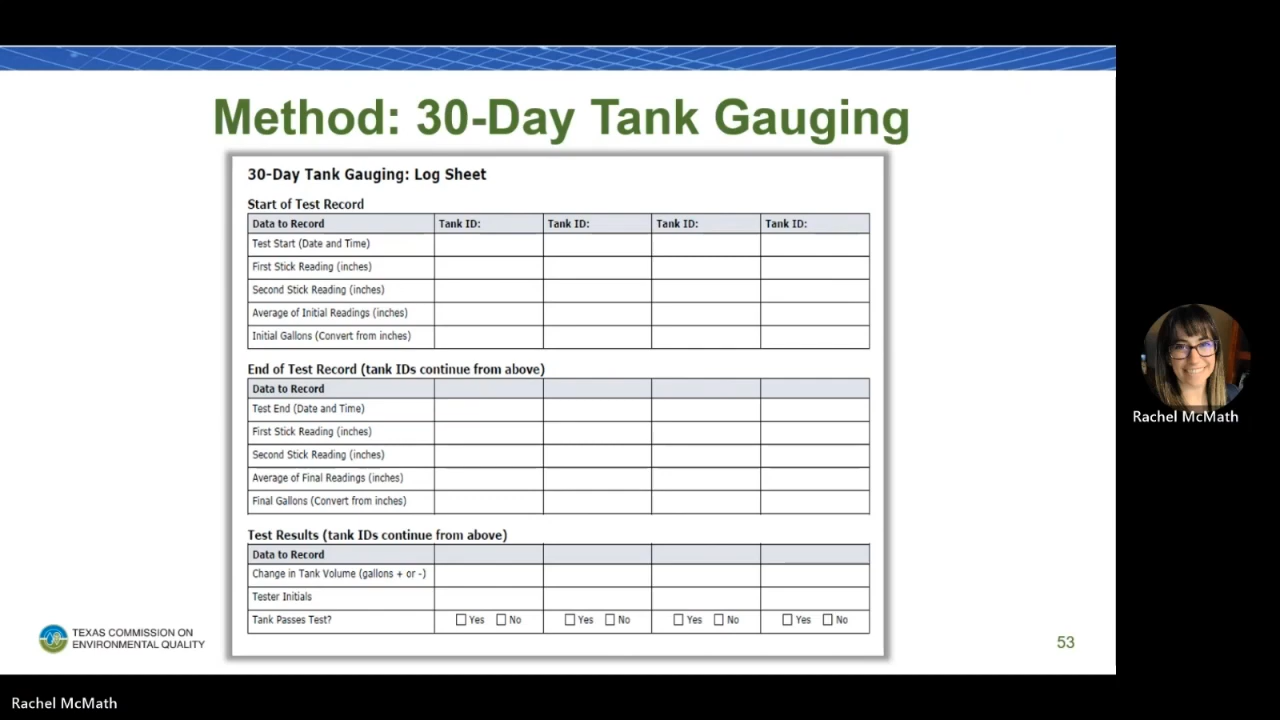 Method: 30-Day Tank Gauging
30-Day Tank Gauging: Log Sheet
Start of Test Record
Data to Record Tank ID: Tank ID: Tank ID: Tank ID:
Test Start (Date and Time)
First Stick Reading (inches)
Second Stick Reading (inches)
Average of Initial Readings (inches)
Initial Gallons (Convert from inches)
End of Test Record (tank IDs continue from above)
Data to Record
Test End (Date and Time)
First Stick Reading (inches)
Second Stick Reading (inches)
Average of Final Readings (inches)
Final Gallons (Convert from inches)
Test Results (tank IDs continue from above)
Data to Record
Change in Tank Volume (gallons + or -)
Tester Initials
Tank Passes Test? Yes No Yes No Yes No Yes No
TEXAS COMMISSION ON
ENVIRONMENTAL QUALITY
53
Rachel McMath
Rachel McMath